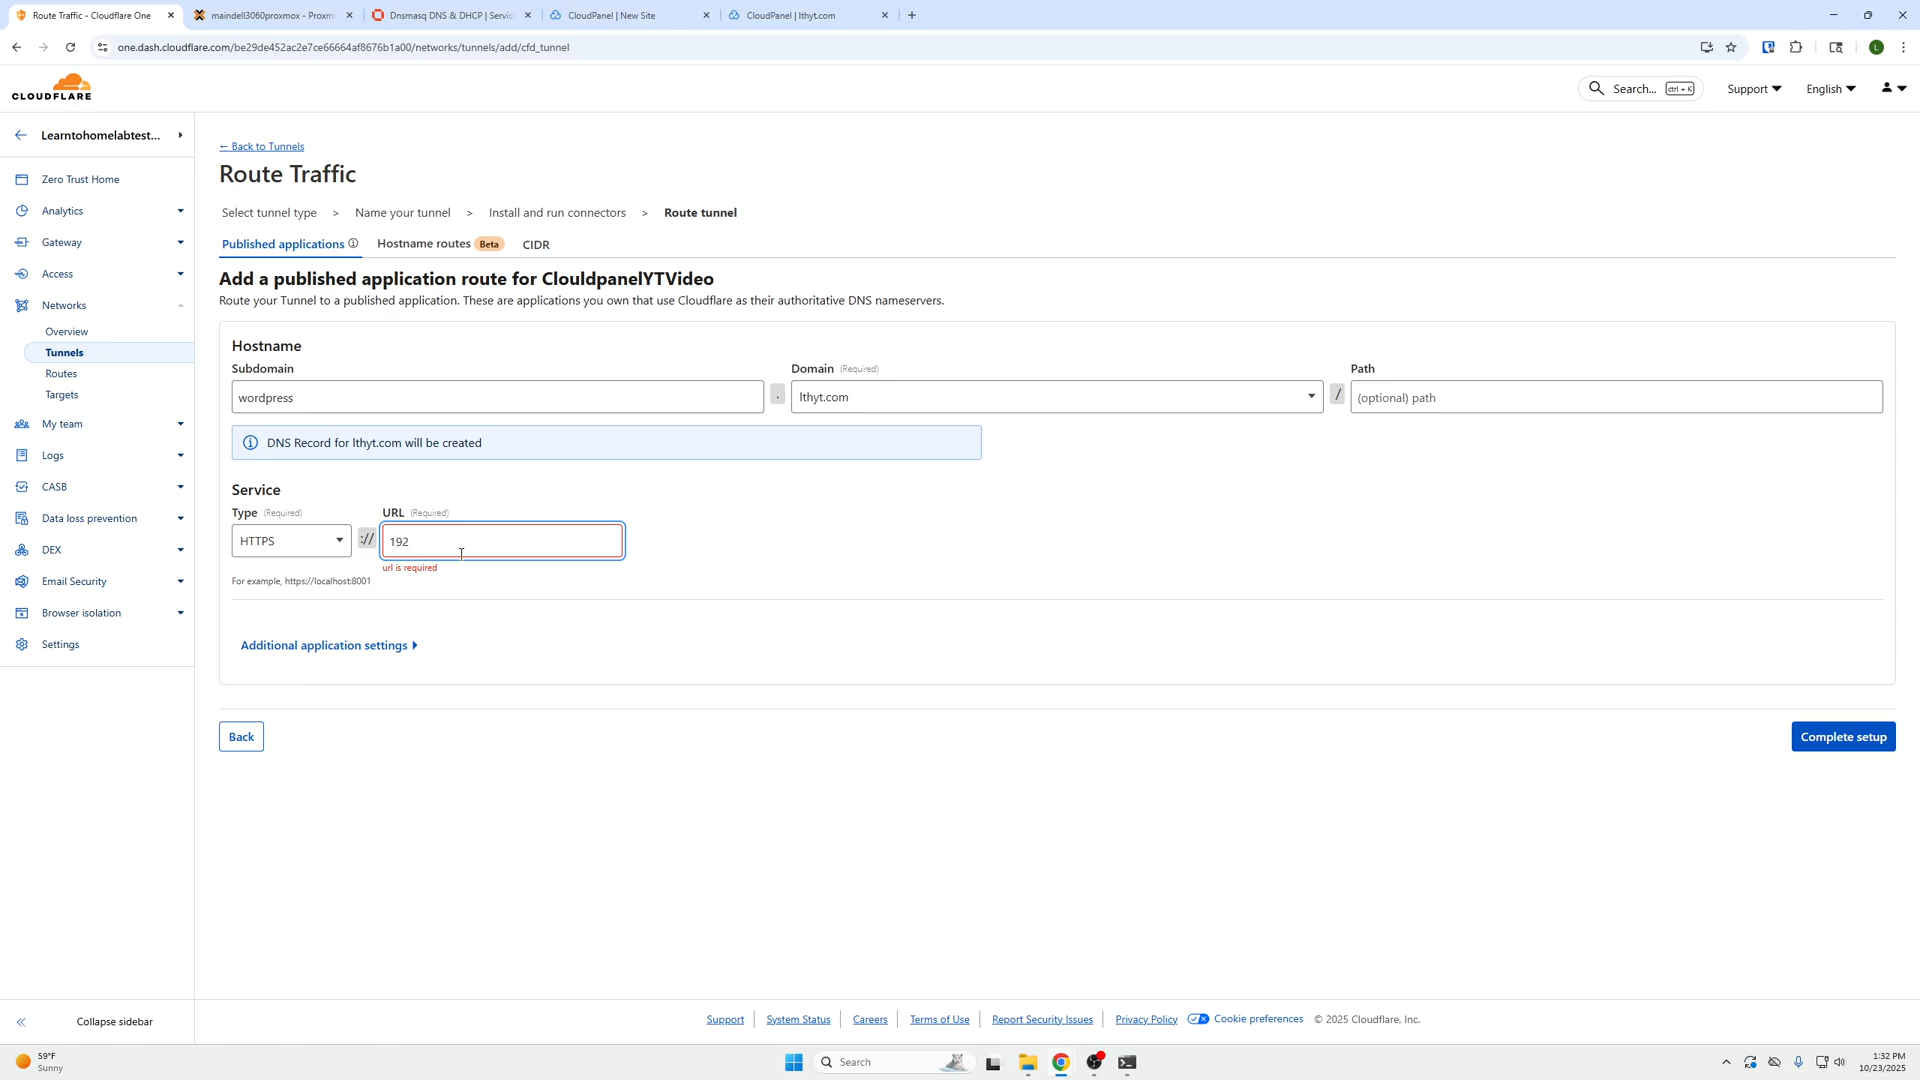 Route Traffic - Cloudflare One
maindell3060proxmox - Proxm
Dnsmasq DNS & DHCP | Servic
CloudPanel | New Site
CloudPanel | lthyt.com
one.dash.cloudflare.com/be29de452ac2e7ce66664af8676b1a00/networks/tunnels/add/cfd_tunnel
L
CLOUDFLARE
Search... ctrl + K
Support
English
Learntohomelabtest...
Zero Trust Home
Analytics
Gateway
Access
Networks
Overview
Tunnels
Routes
Targets
My team
Logs
CASB
Data loss prevention
DEX
Email Security
Browser isolation
Settings
Collapse sidebar
← Back to Tunnels
Route Traffic
Select tunnel type > Name your tunnel > Install and run connectors > Route tunnel
Published applications Hostname routes Beta CIDR
Add a published application route for ClouldpanelYTVideo
Route your Tunnel to a published application. These are applications you own that use Cloudflare as their authoritative DNS nameservers.
Hostname
Subdomain Domain (Required) Path
wordpress . lthyt.com / (optional) path
DNS Record for lthyt.com will be created
Service
Type (Required) URL (Required)
HTTPS :// 192
url is required
For example, https://localhost:8001
Additional application settings
Back
Complete setup
Support System Status Careers Terms of Use Report Security Issues Privacy Policy Cookie preferences © 2025 Cloudflare, Inc.
59°F
Sunny
Search
1:32 PM
10/23/2025